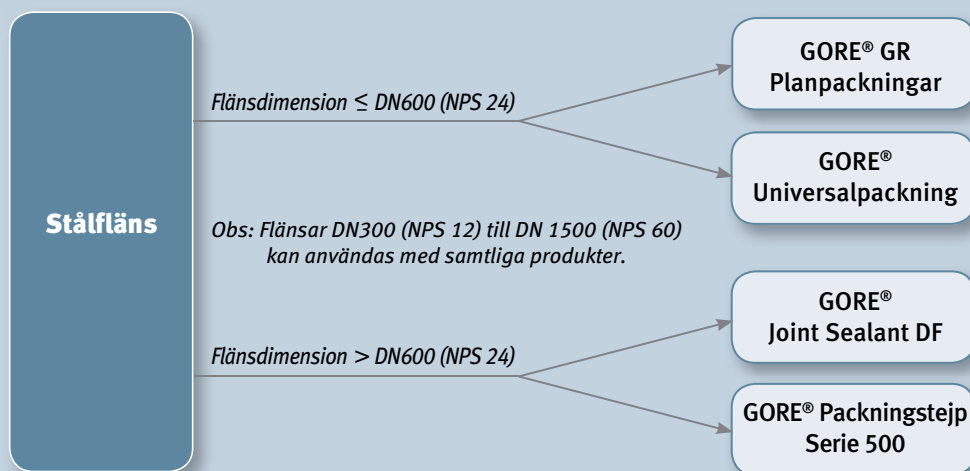 Stålfläns
Flänsdimension ≤ DN600 (NPS 24)
GORE® GR
Planpackningar
GORE®
Universalpackning
Obs: Flänsar DN300 (NPS 12) till DN 1500 (NPS 60)
kan användas med samtliga produkter.
Flänsdimension > DN600 (NPS 24)
GORE®
Joint Sealant DF
GORE® Packningstejp
Serie 500